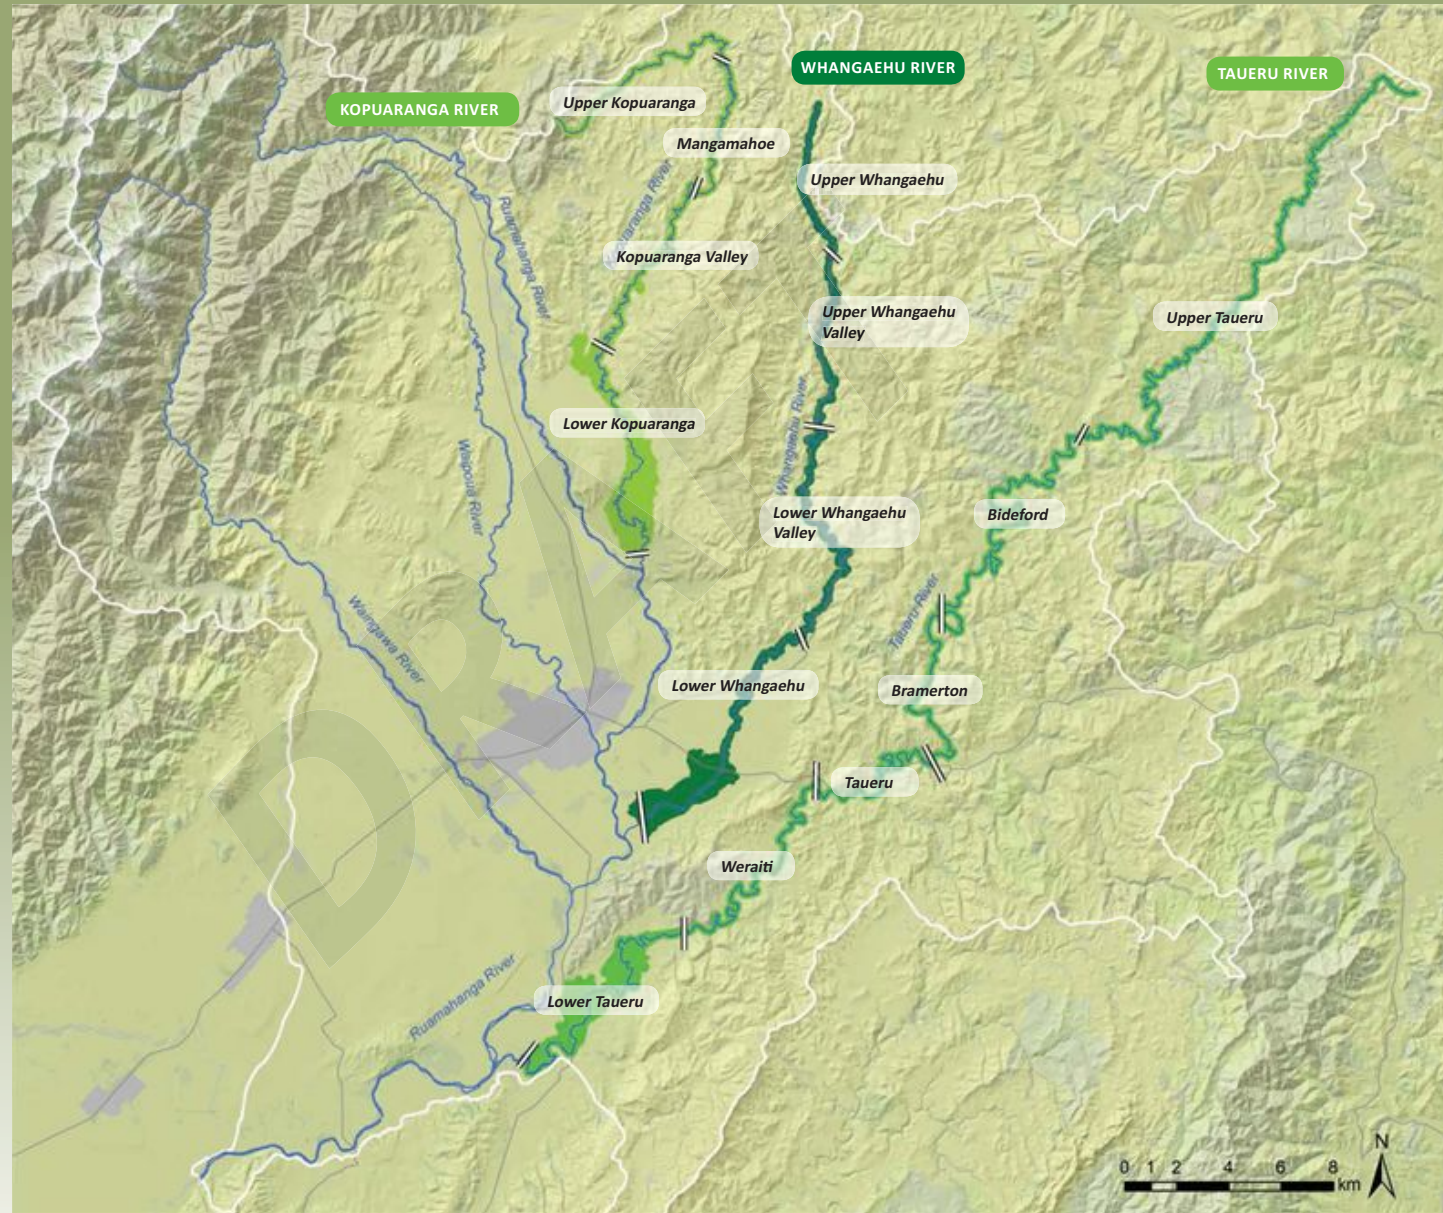 WHANGAEHU RIVER
TAUERU RIVER
KOPUARANGA RIVER
Upper Kopuaranga
Mangamahoe
Upper Whangaehu
Ruamahanga River
Kopuaranga Valley
Upper Whangaehu
Valley
Upper Taueru
Lower Kopuaranga
Whangaehu River
Waipoua River
Lower Whangaehu
Valley
Bideford
Taueru River
Waingawa River
Lower Whangaehu
Bramerton
Taueru
Weraiti
Ruamahanga River
Lower Taueru
DRA
N
0 1 2 4 6 8
km